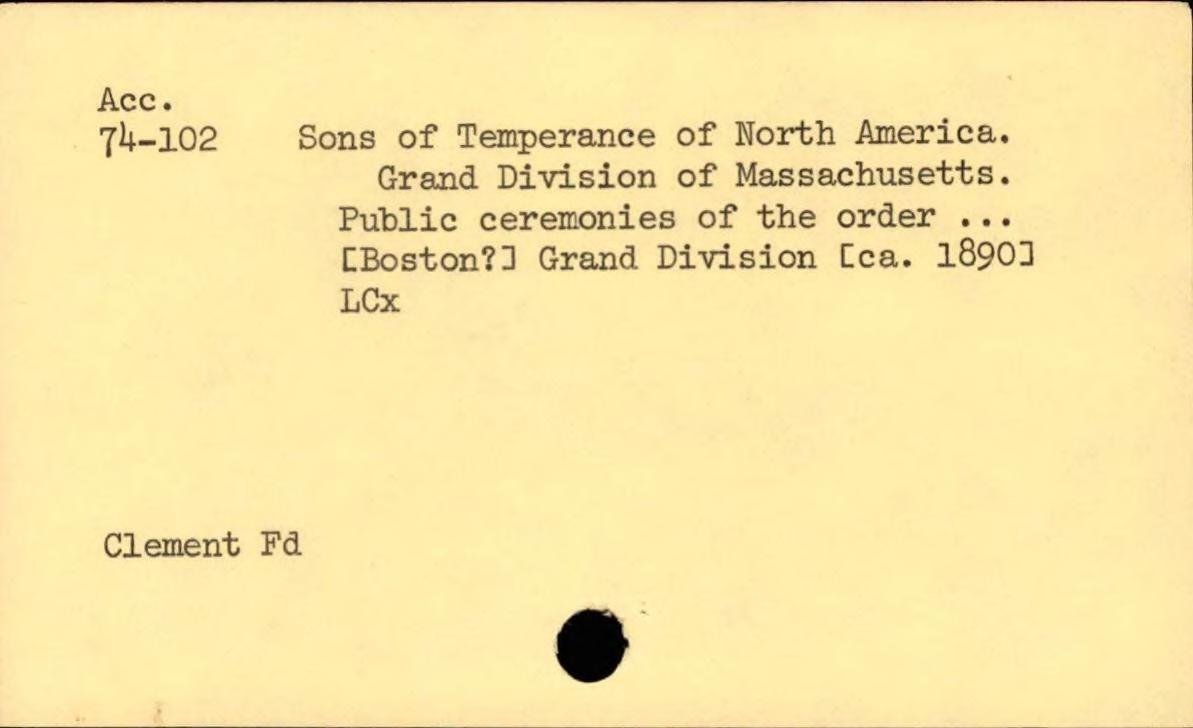 Acc.
74-102 Sons of Temperance of North America.
Grand Division of Massachusetts.
Public ceremonies of the order ...
[Boston?] Grand Division [ca. 1890]
LCx
Clement Fd